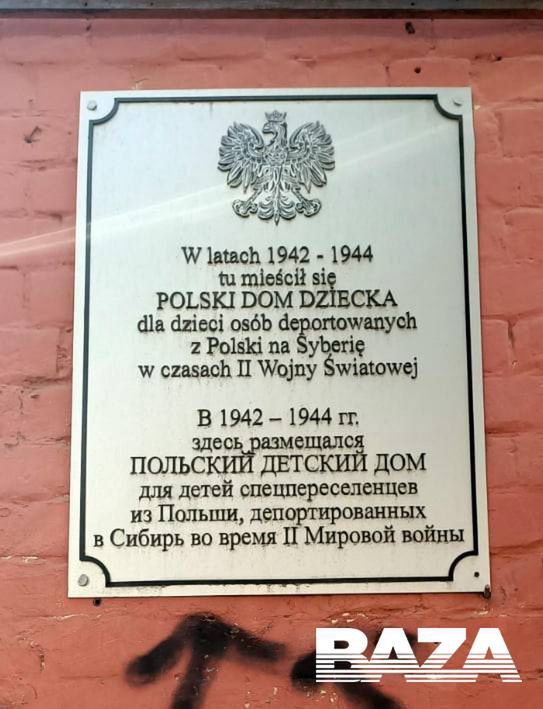 W latach 1942 - 1944
tu mieścił się
POLSKI DOM DZIECKA
dla dzieci osób deportowanych
z Polski na Syberię
w czasach II Wojny Światowej
В 1942 – 1944 гг.
здесь размещался
ПОЛЬСКИЙ ДЕТСКИЙ ДОМ
для детей спецпереселенцев
из Польши, депортированных
в Сибирь во время II Мировой войны
BAZA